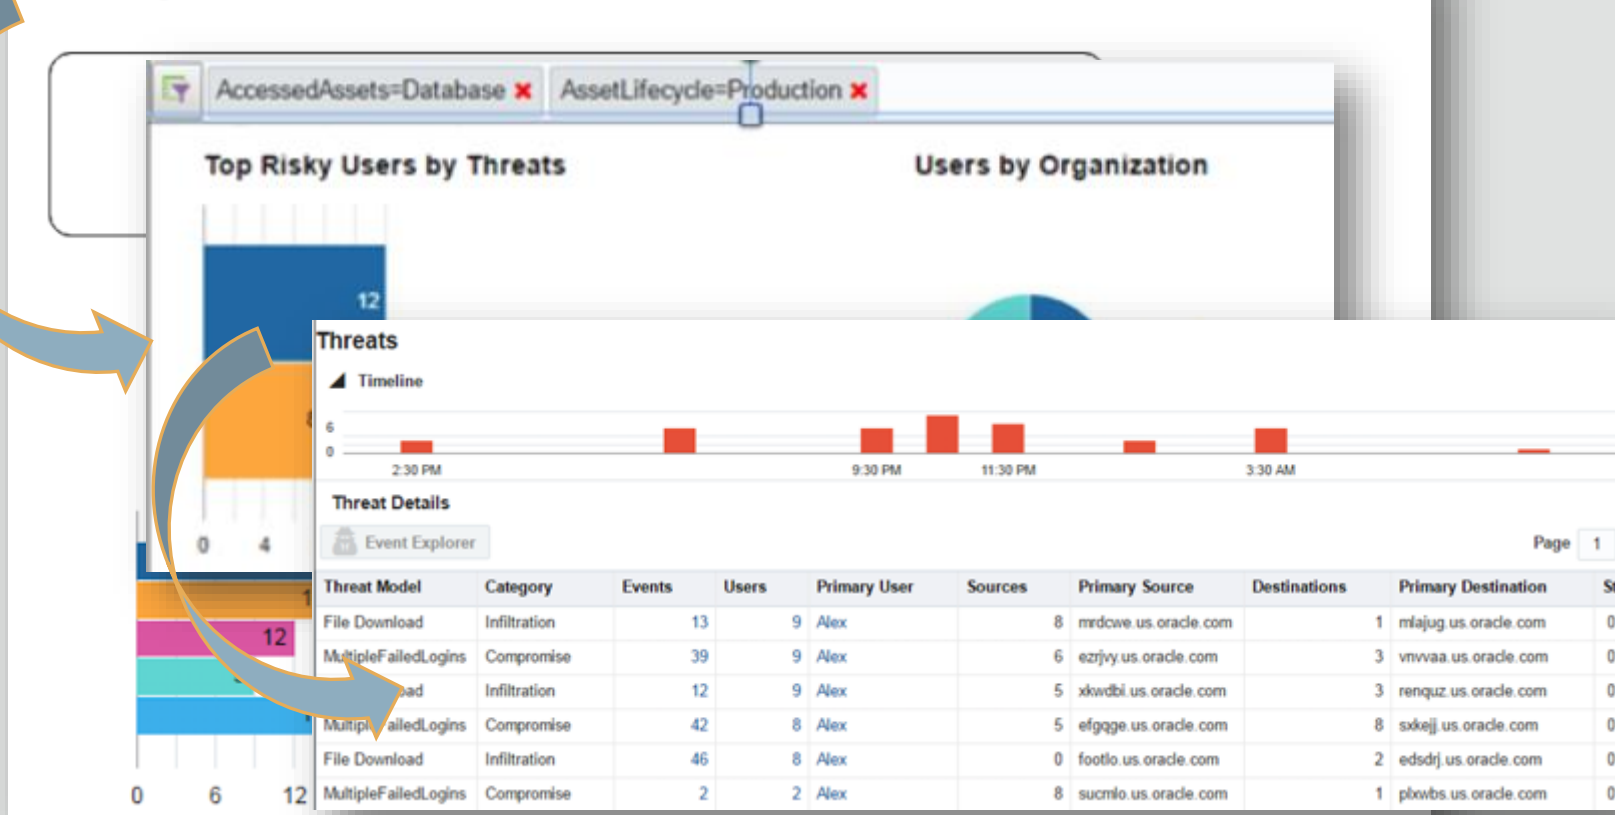 AccessedAssets=Database
AssetLifecycle=Production
Top Risky Users by Threats
Users by Organization
12
Threats
Timeline
6
0
2:30 PM 9:30 PM 11:30 PM 3:30 AM
Threat Details
Event Explorer
Page 1
0 4
Threat Model Category Events Users Primary User Sources Primary Source Destinations Primary Destination
File Download Infiltration 13 9 Alex 8 mrdcwe.us.oracle.com 1 mlajug.us.oracle.com 0
MultipleFailedLogins Compromise 39 9 Alex 6 ezrjvy.us.oracle.com 3 vnvvaa.us.oracle.com 0
Infiltration 12 9 Alex 5 xkwdbi.us.oracle.com 3 renquz.us.oracle.com 0
Compromise 42 8 Alex 5 efgqge.us.oracle.com 8 sxkejj.us.oracle.com 0
File Download Infiltration 46 8 Alex 0 footlo.us.oracle.com 2 edsdrj.us.oracle.com 0
MultipleFailedLogins Compromise 2 2 Alex 8 sucmlo.us.oracle.com 1 plxwbs.us.oracle.com 0
12
0 6 12